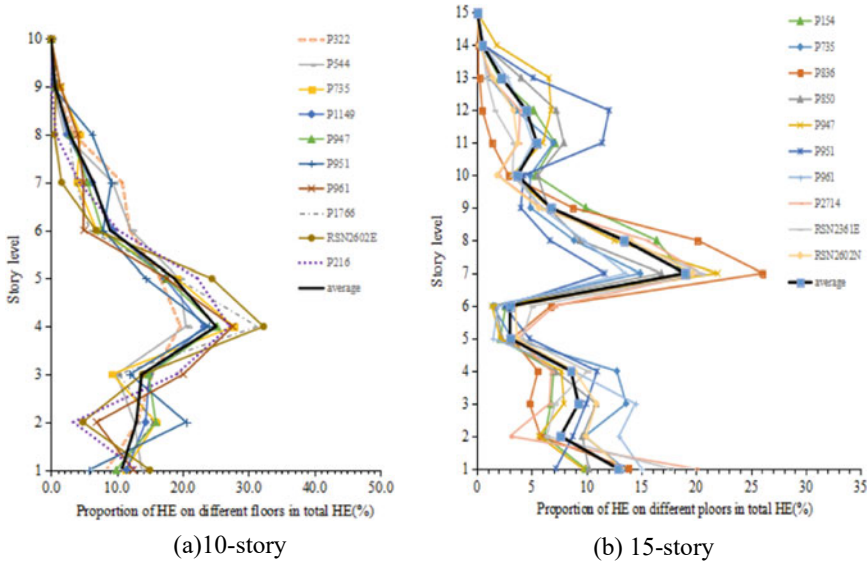 10
9
8
7
6
5
4
3
2
1
Story level
0.0
10.0
20.0
30.0
40.0
50.0
Proportion of HE on different floors in total HE(%)
P322
P544
P735
P1149
P947
P951
P961
P1766
RSN2602E
P216
average
(a)10-story
15
14
13
12
11
10
9
8
7
6
5
4
3
2
1
Story level
0
5
10
15
20
25
30
35
Proportion of HE on different ploors in total HE(%)
P154
P735
P836
P850
P947
P951
P961
P2714
RSN2361E
RSN2602N
average
(b) 15-story